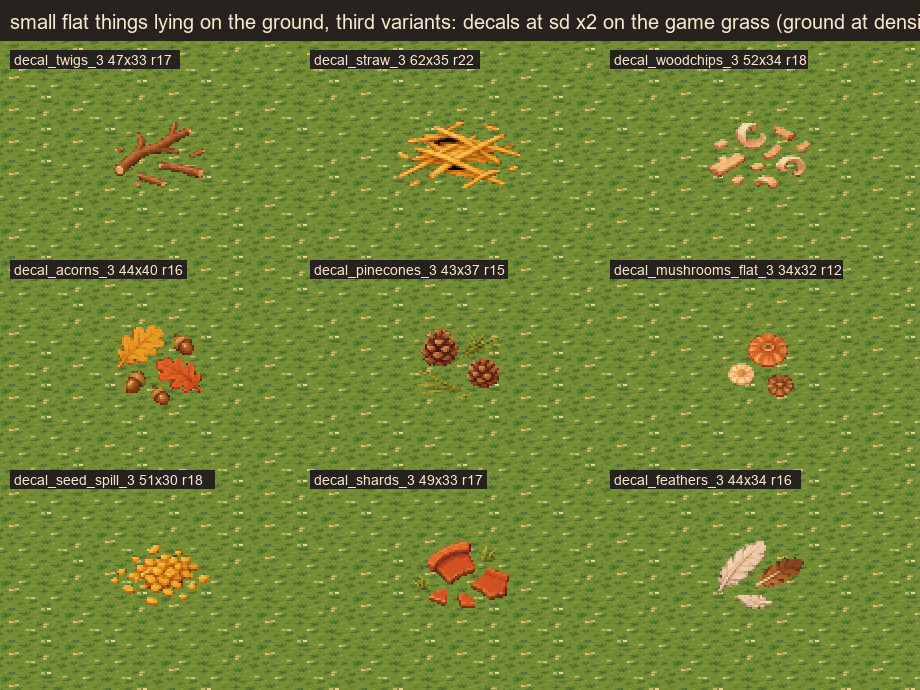 small flat things lying on the ground, third variants: decals at sd x2 on the game grass (ground at densi
decal_twigs_3 47x33 r17
decal_straw_3 62x35 r22
decal_woodchips_3 52x34 r18
decal_acorns_3 44x40 r16
decal_pinecones_3 43x37 r15
decal_mushrooms_flat_3 34x32 r12
decal_seed_spill_3 51x30 r18
decal_shards_3 49x33 r17
decal_feathers_3 44x34 r16